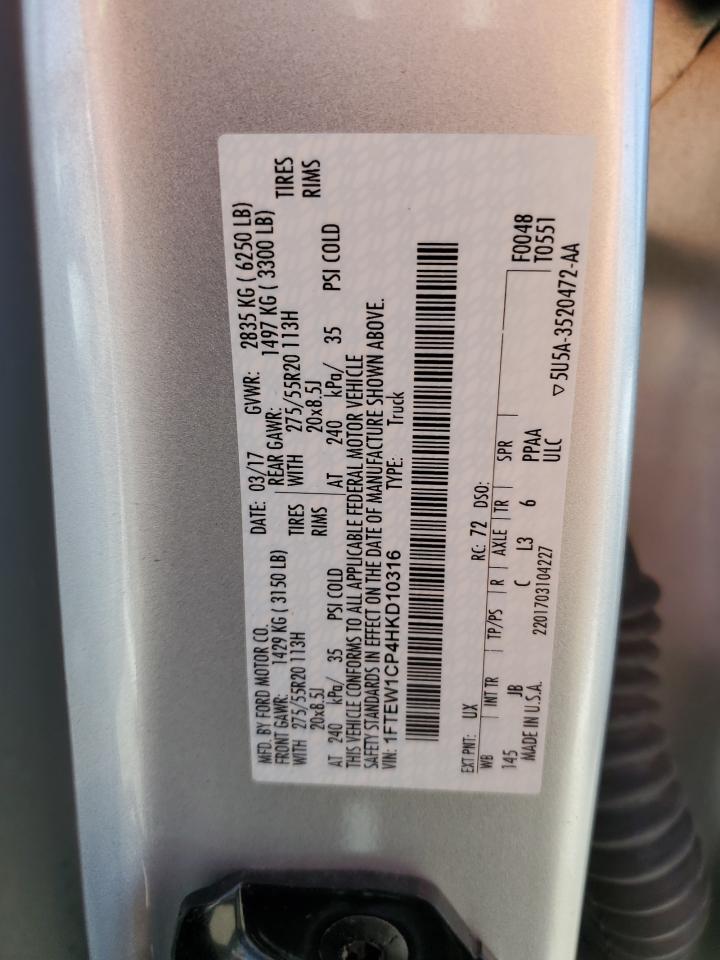 MFD. BY FORD MOTOR CO. DATE: 03/17 GVWR: 2835 KG ( 6250 LB)
FRONT GAWR: 1429 KG ( 3150 LB) REAR GAWR: 1497 KG ( 3300 LB)
WITH 275/55R20 113H TIRES WITH 275/55R20 113H TIRES
20x8.5J RIMS 20x8.5J RIMS
AT 240 kPa/ 35 PSI COLD AT 240 kPa/ 35 PSI COLD
THIS VEHICLE CONFORMS TO ALL APPLICABLE FEDERAL MOTOR VEHICLE
SAFETY STANDARDS IN EFFECT ON THE DATE OF MANUFACTURE SHOWN ABOVE.
VIN: 1FTEW1CP4HKD10316 TYPE: Truck
EXT PNT: UX RC: 72 DSO:
WB INT TR TP/PS R AXLE TR SPR F0048
145 JB C L3 6 PPAA T0551
MADE IN U.S.A. 2201703104227 ULC ▽5U5A-3520472-AA